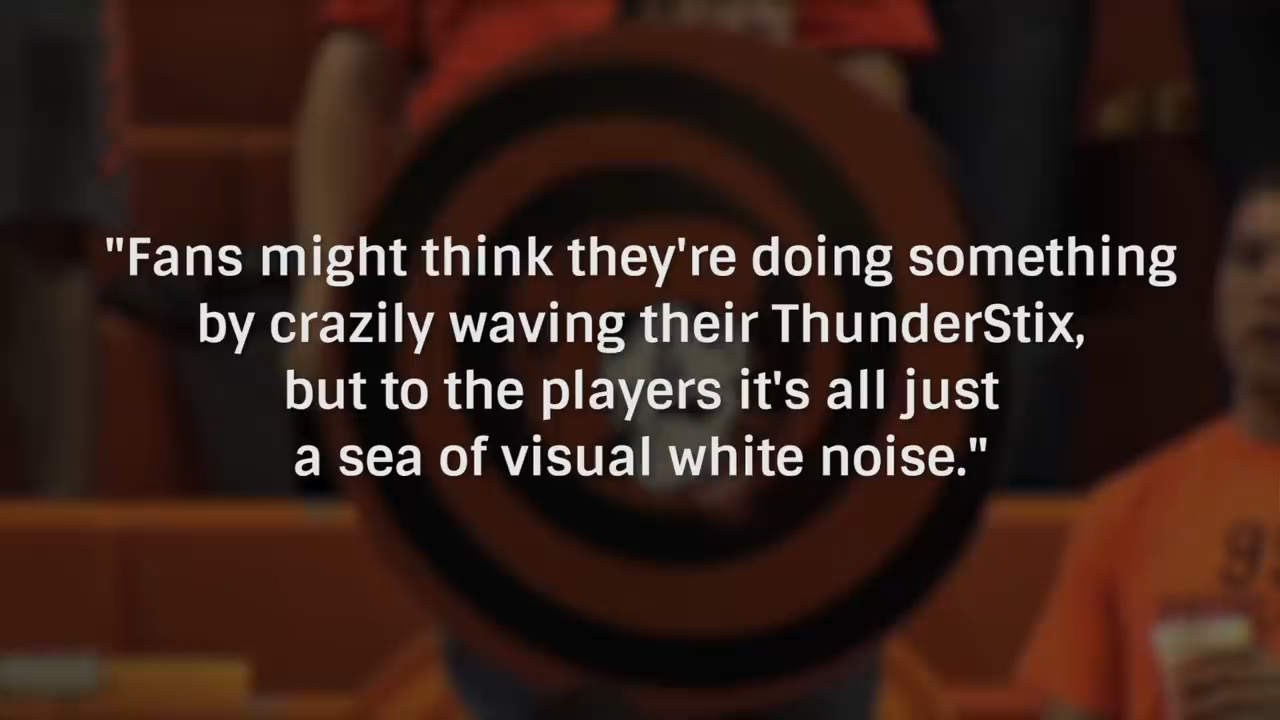 "Fans might think they're doing something
by crazily waving their ThunderStix,
but to the players it's all just
a sea of visual white noise."